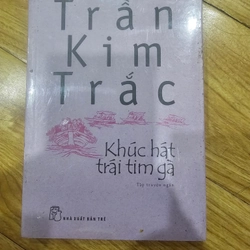 Trần
Kim
Trắc
Khúc hát
trái tim gà
Tập truyện ngắn
NHÀ XUẤT BẢN TRẺ